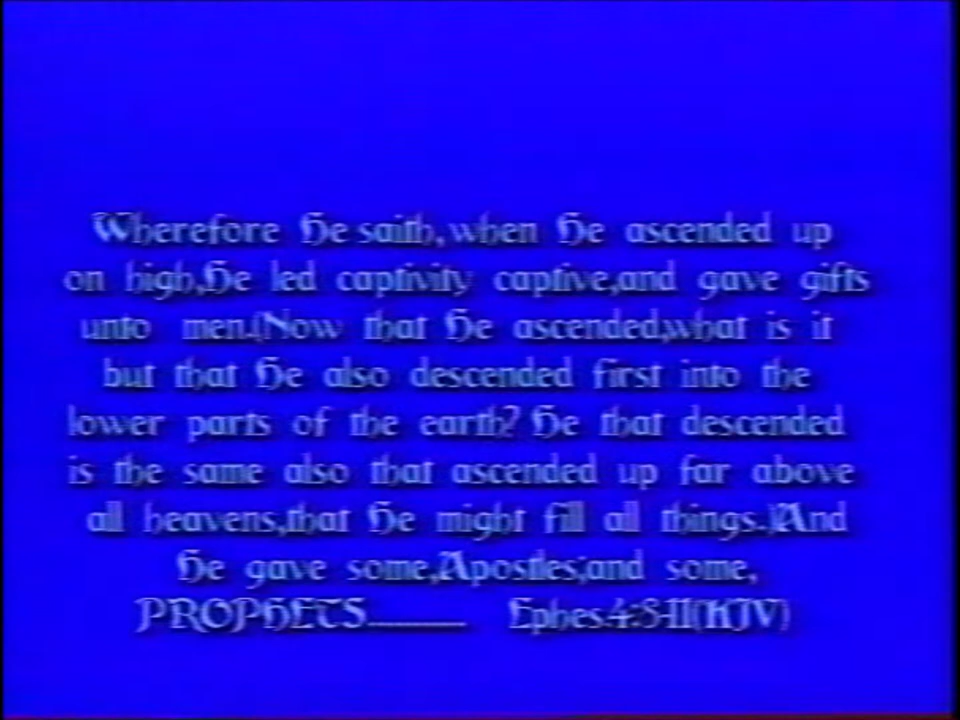 Wherefore He saith, when He ascended up
on high,He led captivity captive,and gave gifts
unto men.(Now that He ascended,what is it
but that He also descended first into the
lower parts of the earth? He that descended
is the same also that ascended up far above
all heavens,that He might fill all things.)And
He gave some,Apostles;and some,
PROPHETS............ Ephes.4:8-11(KJV)